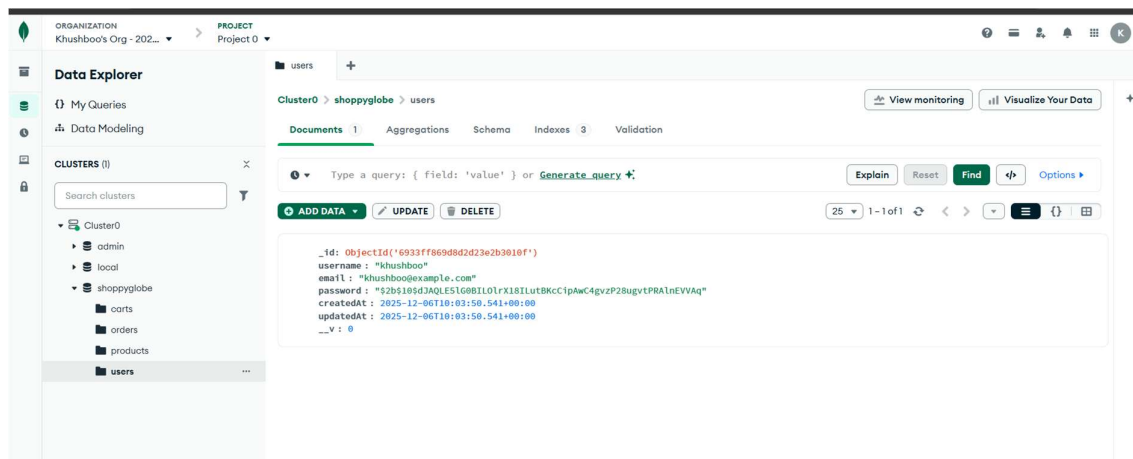 ORGANIZATION
Khushboo's Org - 202...
PROJECT
Project 0
K
Data Explorer
{} My Queries
Data Modeling
CLUSTERS (1)
Search clusters
Cluster0
admin
local
shoppyglobe
carts
orders
products
users
users
Cluster0 > shoppyglobe > users
View monitoring
Visualize Your Data
Documents 1 Aggregations Schema Indexes 3 Validation
Type a query: { field: 'value' } or Generate query
Explain Reset Find </> Options
ADD DATA UPDATE DELETE
25 1-1 of 1 {}
_id: ObjectId('6933ff869d8d2d23e2b3010f')
username : "khushboo"
email : "khushboo@example.com"
password : "$2b$10$dJAQLE5lG0BILOlrX18ILutBKcCipAwC4gvzP28ugvtPRAlnEVVAq"
createdAt : 2025-12-06T10:03:50.541+00:00
updatedAt : 2025-12-06T10:03:50.541+00:00
__v : 0